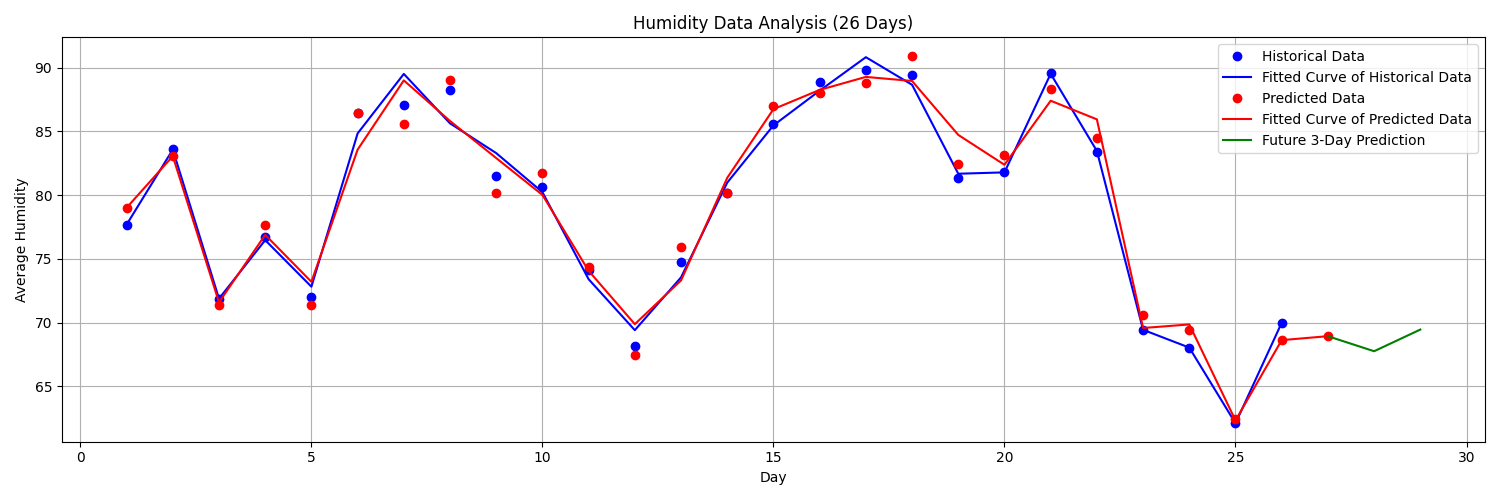 Humidity Data Analysis (26 Days)
Historical Data
Fitted Curve of Historical Data
Predicted Data
Fitted Curve of Predicted Data
Future 3-Day Prediction
Average Humidity
90
85
80
75
70
65
0 5 10 15 20 25 30
Day